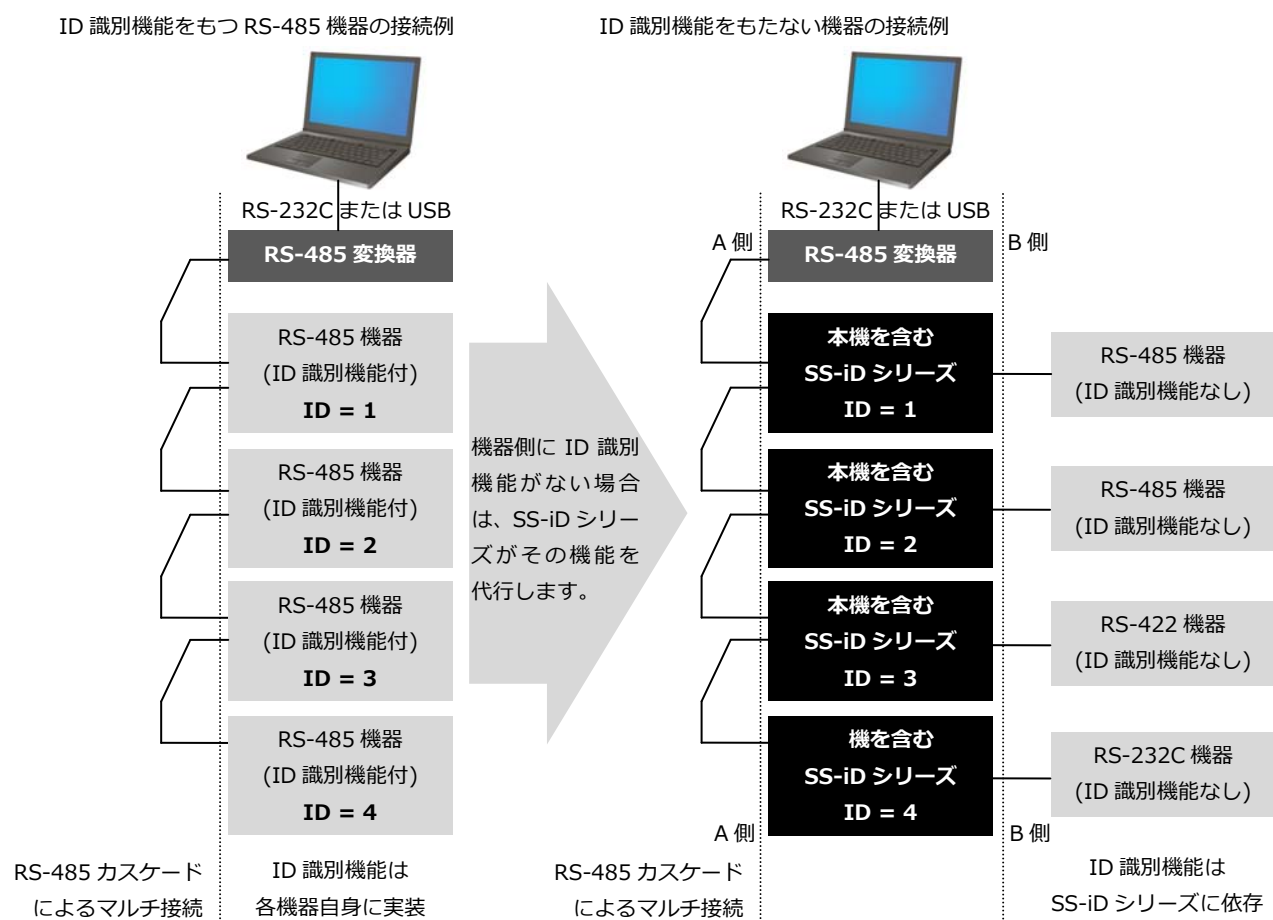 ID 識別機能をもつ RS-485 機器の接続例
RS-232C または USB
RS-485 変換器
RS-485 機器
(ID 識別機能付)
ID = 1
RS-485 機器
(ID 識別機能付)
ID = 2
RS-485 機器
(ID 識別機能付)
ID = 3
RS-485 機器
(ID 識別機能付)
ID = 4
RS-485 カスケード
によるマルチ接続
ID 識別機能は
各機器自身に実装
機器側に ID 識別
機能がない場合
は、SS-iD シリー
ズがその機能を
代行します。
ID 識別機能をもたない機器の接続例
RS-232C または USB
A 側
RS-485 変換器
B 側
本機を含む
SS-iD シリーズ
ID = 1
RS-485 機器
(ID 識別機能なし)
本機を含む
SS-iD シリーズ
ID = 2
RS-485 機器
(ID 識別機能なし)
本機を含む
SS-iD シリーズ
ID = 3
RS-422 機器
(ID 識別機能なし)
機を含む
SS-iD シリーズ
ID = 4
RS-232C 機器
(ID 識別機能なし)
A 側
B 側
RS-485 カスケード
によるマルチ接続
ID 識別機能は
SS-iD シリーズに依存